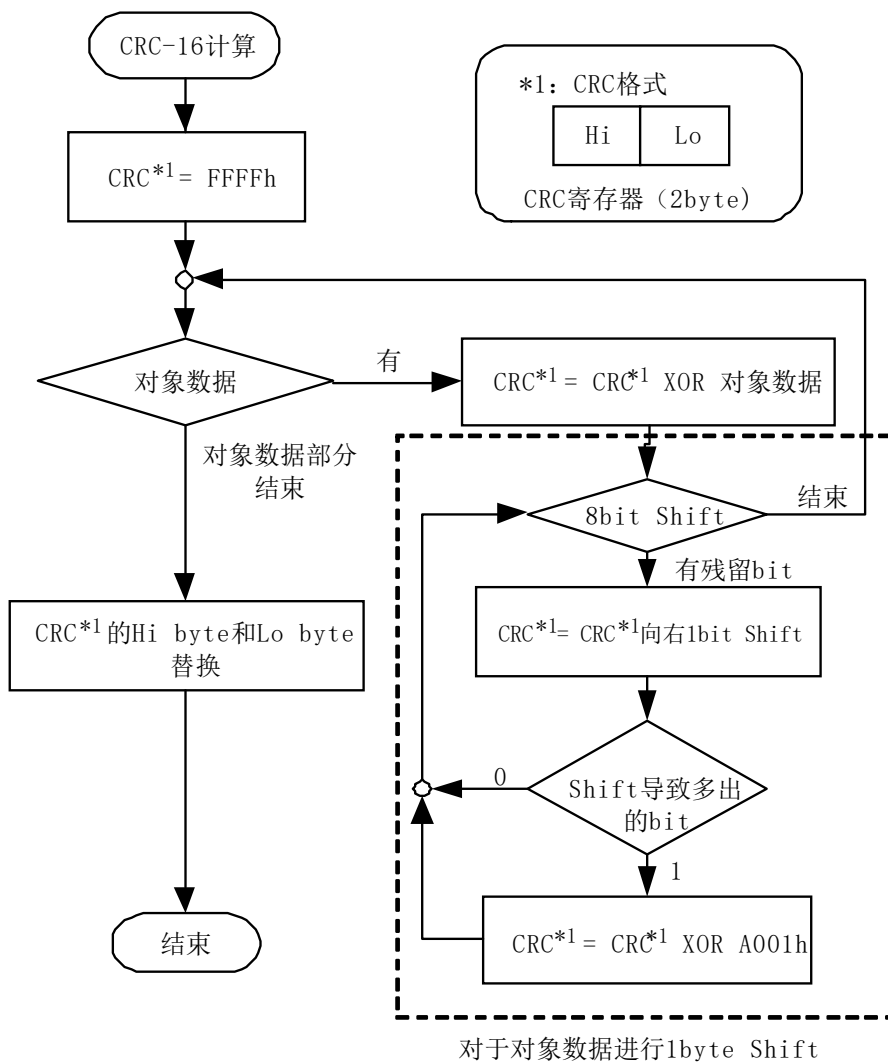 CRC-16计算
*1：CRC格式
Hi
Lo
CRC寄存器（2byte)
CRC*1= FFFFh
对象数据
有
CRC*1= CRC*1 XOR 对象数据
对象数据部分
结束
8bit Shift
结束
有残留bit
CRC*1= CRC*1向右1bit Shift
CRC*1的Hi byte和Lo byte
替换
Shift导致多出
的bit
0
1
CRC*1= CRC*1 XOR A001h
结束
对于对象数据进行1byte Shift